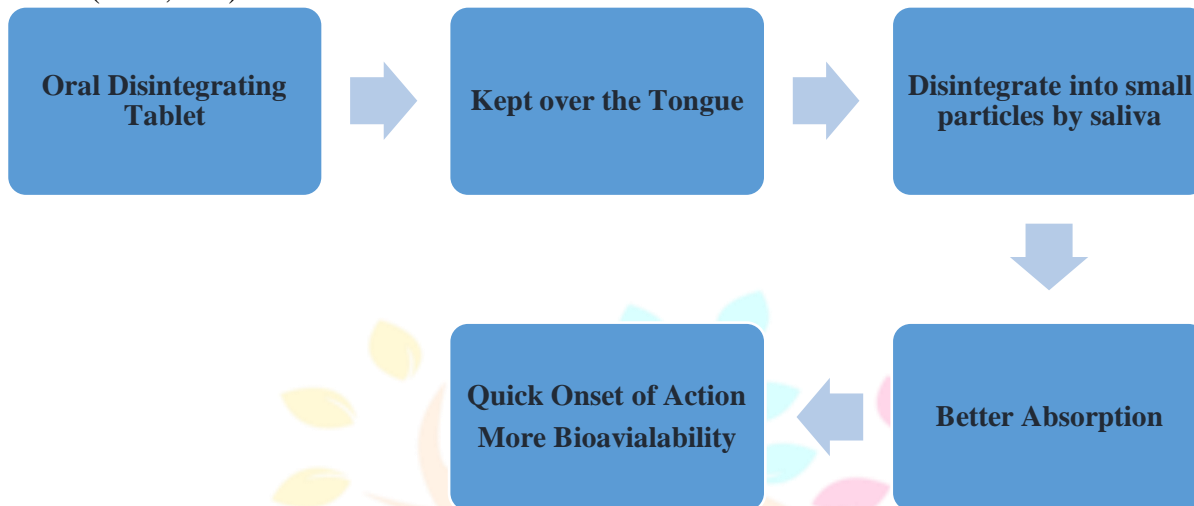 Oral Disintegrating
Tablet
Kept over the Tongue
Disintegrate into small
particles by saliva
Quick Onset of Action
More Bioavialability
Better Absorption